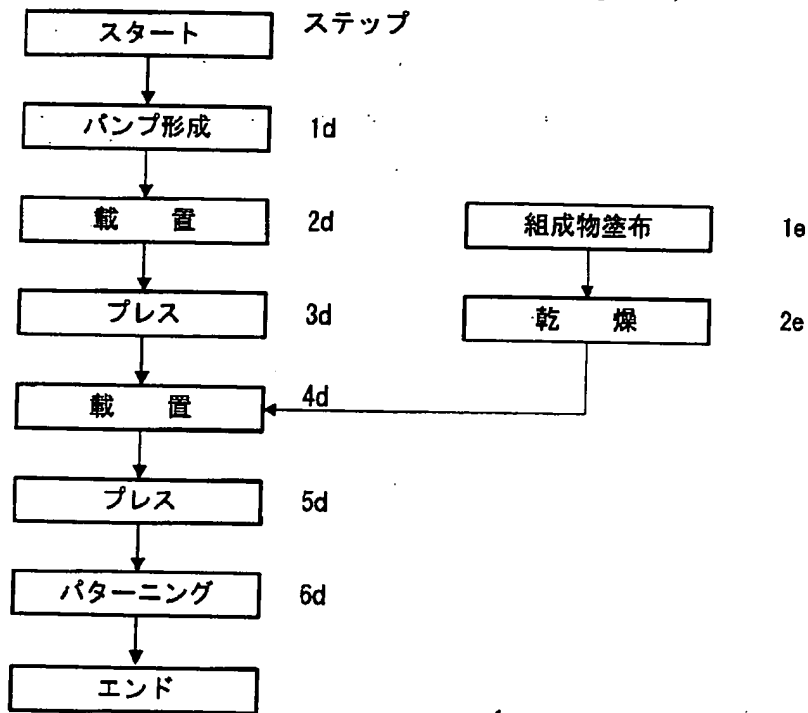 スタート
ステップ
バンプ形成
1d
載 置
2d
組成物塗布
1e
プレス
3d
乾 燥
2e
載 置
4d
プレス
5d
パターニング
6d
エンド